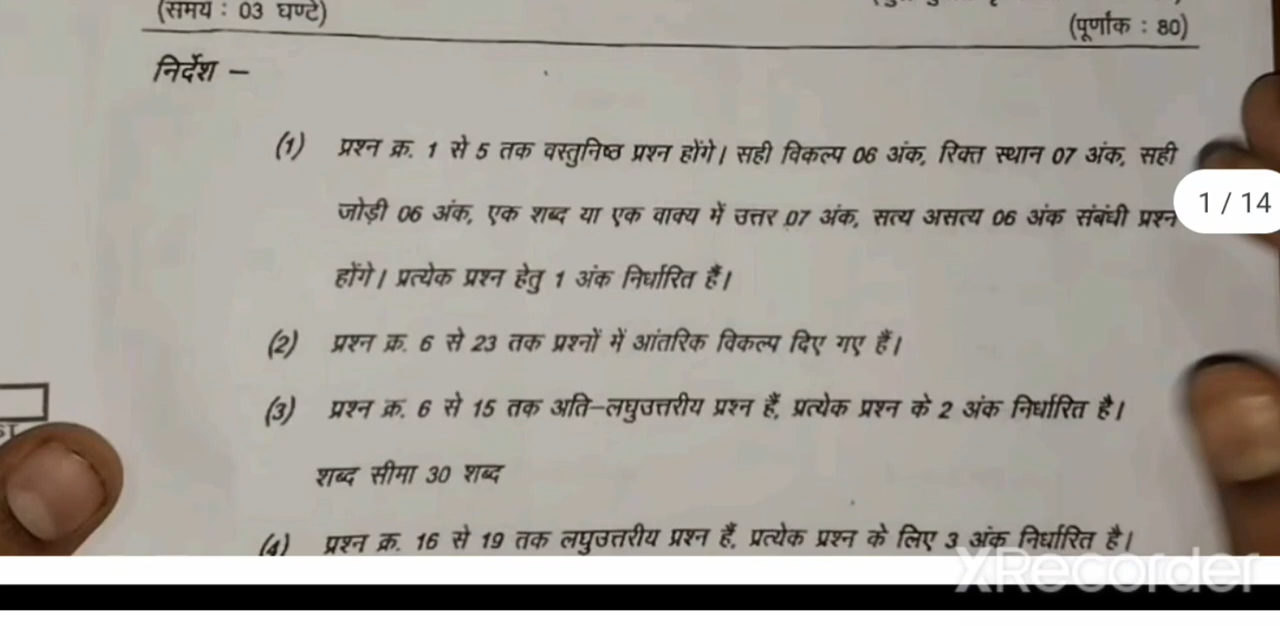 (समय : 03 घण्टे)
(पूर्णांक : 80)
निर्देश –
(1) प्रश्न क्र. 1 से 5 तक वस्तुनिष्ठ प्रश्न होंगे। सही विकल्प 06 अंक, रिक्त स्थान 07 अंक, सही
जोड़ी 06 अंक, एक शब्द या एक वाक्य में उत्तर 07 अंक, सत्य असत्य 06 अंक संबंधी प्रश्न
1 / 14
होंगे। प्रत्येक प्रश्न हेतु 1 अंक निर्धारित हैं।
(2) प्रश्न क्र. 6 से 23 तक प्रश्नों में आंतरिक विकल्प दिए गए हैं।
(3) प्रश्न क्र. 6 से 15 तक अति–लघुउत्तरीय प्रश्न हैं, प्रत्येक प्रश्न के 2 अंक निर्धारित है।
शब्द सीमा 30 शब्द
(4) प्रश्न क्र. 16 से 19 तक लघुउत्तरीय प्रश्न हैं, प्रत्येक प्रश्न के लिए 3 अंक निर्धारित है।
XRecorder